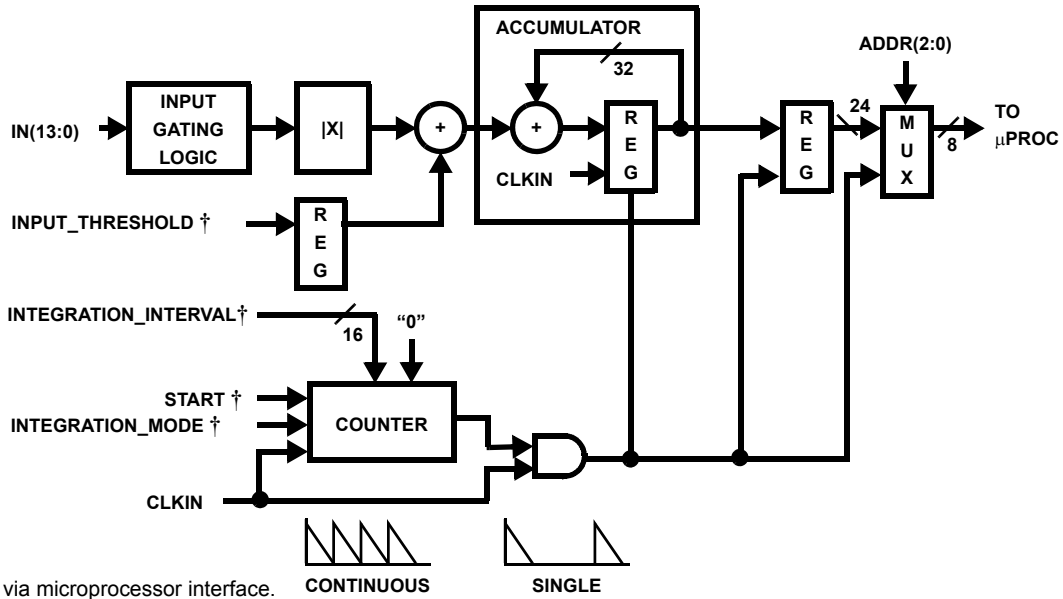 ACCUMULATOR
32
ADDR(2:0)
IN(13:0)
INPUT
GATING
LOGIC
|X|
+
+
CLKIN
R
E
G
R
E
G
24
M
U
X
8
TO
µPROC
INPUT_THRESHOLD †
R
E
G
INTEGRATION_INTERVAL†
16
“0”
START †
INTEGRATION_MODE †
COUNTER
CLKIN
CONTINUOUS
SINGLE
via microprocessor interface.